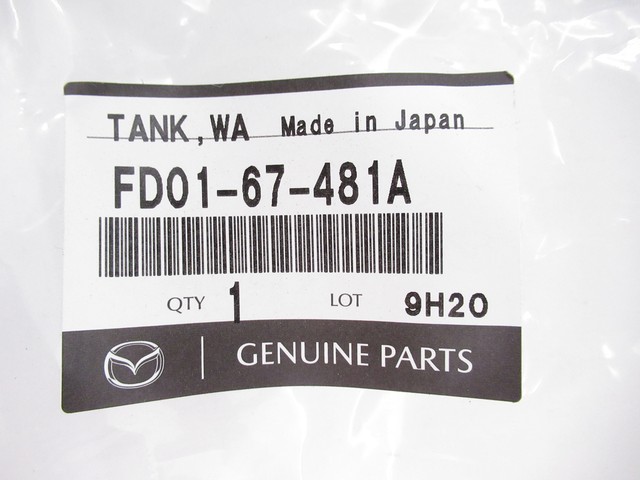 TANK,WA Made in Japan
FD01-67-481A
QTY 1 LOT 9H20
GENUINE PARTS